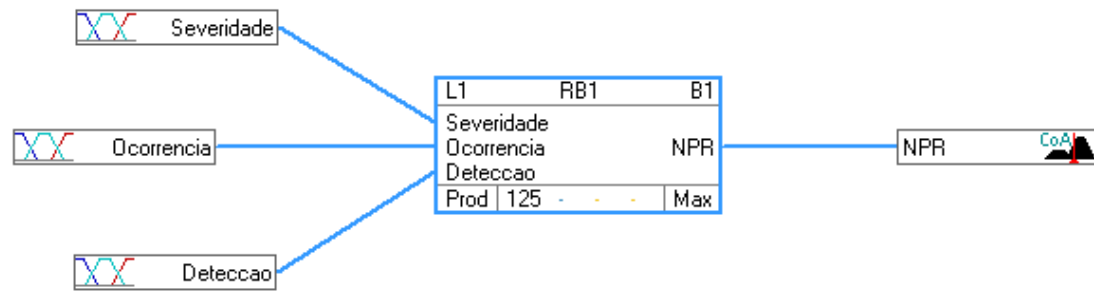 Severidade
L1 RB1 B1
Severidade
Ocorrencia
Ocorrencia NPR
NPR CoA
Deteccao
Prod 125 - - - Max
Deteccao